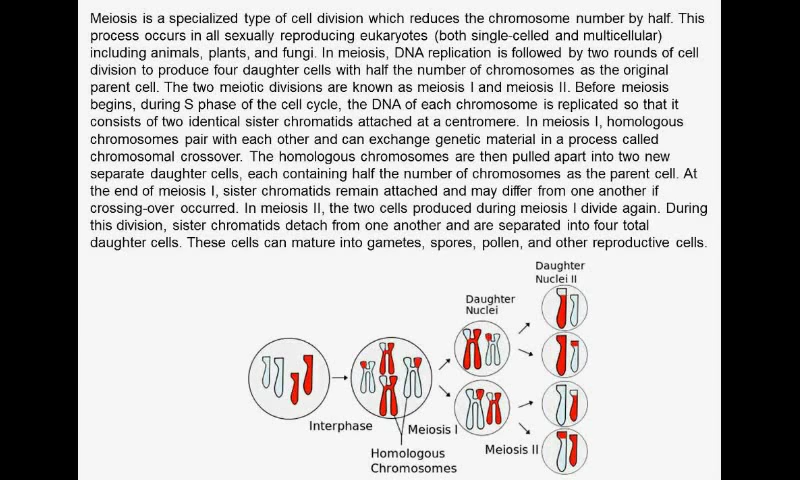 Meiosis is a specialized type of cell division which reduces the chromosome number by half. This
process occurs in all sexually reproducing eukaryotes (both single-celled and multicellular)
including animals, plants, and fungi. In meiosis, DNA replication is followed by two rounds of cell
division to produce four daughter cells with half the number of chromosomes as the original
parent cell. The two meiotic divisions are known as meiosis I and meiosis II. Before meiosis
begins, during S phase of the cell cycle, the DNA of each chromosome is replicated so that it
consists of two identical sister chromatids attached at a centromere. In meiosis I, homologous
chromosomes pair with each other and can exchange genetic material in a process called
chromosomal crossover. The homologous chromosomes are then pulled apart into two new
separate daughter cells, each containing half the number of chromosomes as the parent cell. At
the end of meiosis I, sister chromatids remain attached and may differ from one another if
crossing-over occurred. In meiosis II, the two cells produced during meiosis I divide again. During
this division, sister chromatids detach from one another and are separated into four total
daughter cells. These cells can mature into gametes, spores, pollen, and other reproductive cells.
Daughter
Nuclei II
Daughter
Nuclei
Interphase
Meiosis I
Homologous
Chromosomes
Meiosis II